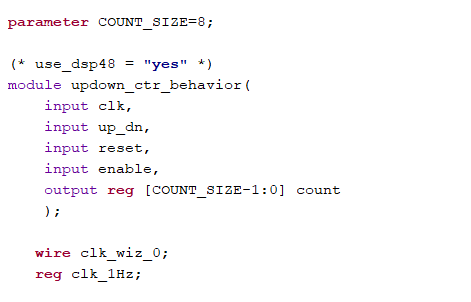 parameter COUNT_SIZE=8;
(* use_dsp48 = "yes" *)
module updown_ctr_behavior(
input clk,
input up_dn,
input reset,
input enable,
output reg [COUNT_SIZE-1:0] count
);
wire clk_wiz_0;
reg clk_1Hz;